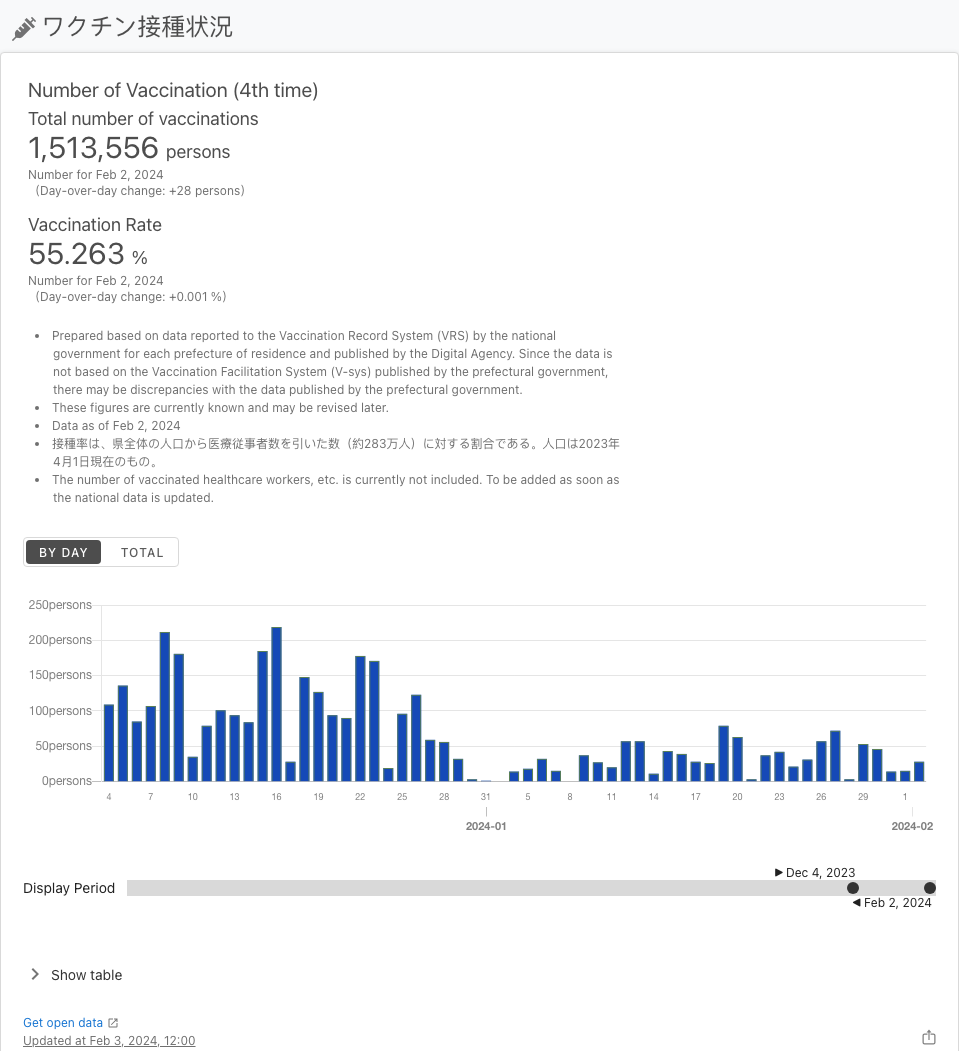 ワクチン接種状況
Number of Vaccination (4th time)
Total number of vaccinations
1,513,556 persons
Number for Feb 2, 2024
(Day-over-day change: +28 persons)
Vaccination Rate
55.263 %
Number for Feb 2, 2024
(Day-over-day change: +0.001 %)
• Prepared based on data reported to the Vaccination Record System (VRS) by the national
government for each prefecture of residence and published by the Digital Agency. Since the data is
not based on the Vaccination Facilitation System (V-sys) published by the prefectural government,
there may be discrepancies with the data published by the prefectural government.
• These figures are currently known and may be revised later.
• Data as of Feb 2, 2024
• 接種率は、県全体の人口から医療従事者数を引いた数（約283万人）に対する割合である。人口は2023年
4月1日現在のもの。
• The number of vaccinated healthcare workers, etc. is currently not included. To be added as soon as
the national data is updated.
BY DAY TOTAL
250persons
200persons
150persons
100persons
50persons
0persons
4 7 10 13 16 19 22 25 28 31 5 8 11 14 17 20 23 26 29 1
2024-01 2024-02
▶ Dec 4, 2023
Display Period
◀ Feb 2, 2024
Show table
Get open data
Updated at Feb 3, 2024, 12:00